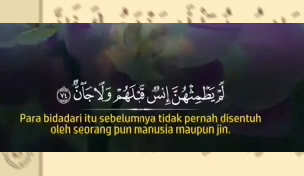 لَمْ يَطْمِثْهُنَّ إِنسٌ قَبْلَهُمْ وَلَا جَآنٌّ ﴿٧٤﴾
Para bidadari itu sebelumnya tidak pernah disentuh
oleh seorang pun manusia maupun jin.